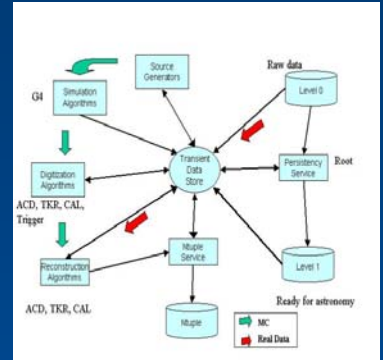 Source
Generators
Raw data
G4
Simulation
Algorithms
Level 0
Transient
Data
Store
Persistency
Service
Root
Digitization
Algorithms
ACD, TKR, CAL,
Trigger
Ntuple
Service
Reconstruction
Algorithms
Level 1
ACD, TKR, CAL
Ntuple
Ready for astronomy
MC
Real Data